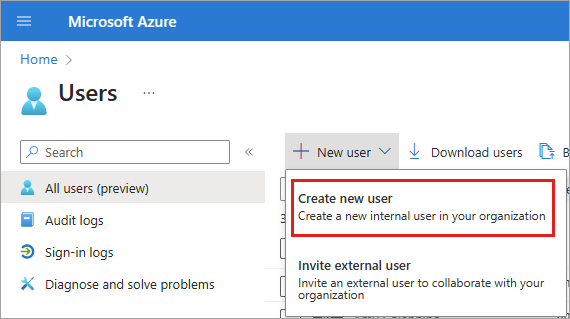 Microsoft Azure
Home >
Users ...
Search «
+ New user Download users
All users (preview)
Audit logs
Sign-in logs
Diagnose and solve problems
Create new user
Create a new internal user in your organization
Invite external user
Invite an external user to collaborate with your
organization